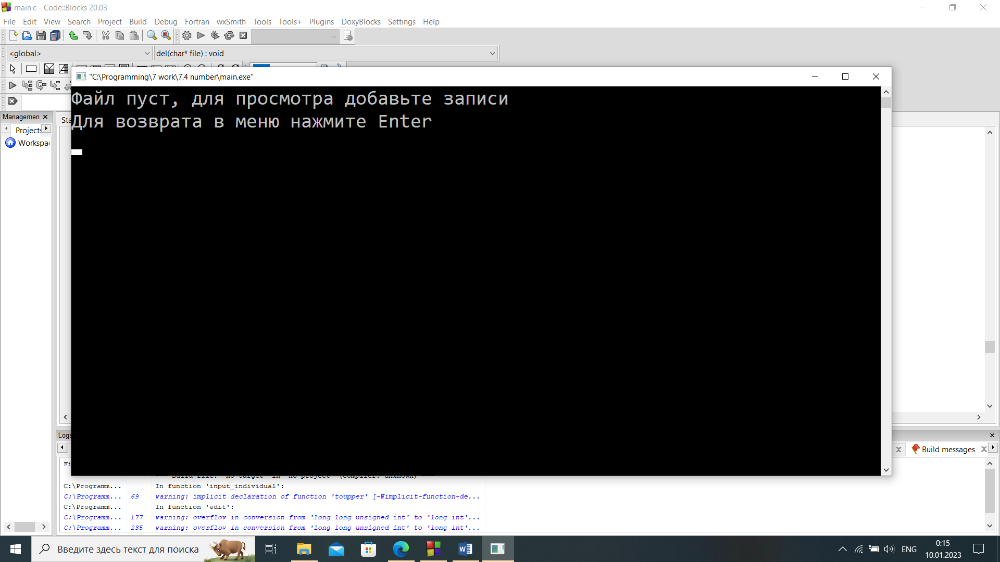 main.c - Code::Blocks 20.03
File Edit View Search Project Build Debug Fortran wxSmith Tools Tools+ Plugins DoxyBlocks Settings Help
<global>
del(char* file) : void
"C:\Programming\7 work\7.4 number\main.exe"
Файл пуст, для просмотра добавьте записи
Для возврата в меню нажмите Enter
Managemen
Projects
Workspa
Sta
Logs
Build messages
Fi
C:\Programm... In function 'input_individual':
C:\Programm... 69 warning: implicit declaration of function 'toupper' [-Wimplicit-function-de...
C:\Programm... In function 'edit':
C:\Programm... 177 warning: overflow in conversion from 'long long unsigned int' to 'long int'...
C:\Programm... 235 warning: overflow in conversion from 'long long unsigned int' to 'long int'...
Введите здесь текст для поиска
ENG
0:15
10.01.2023